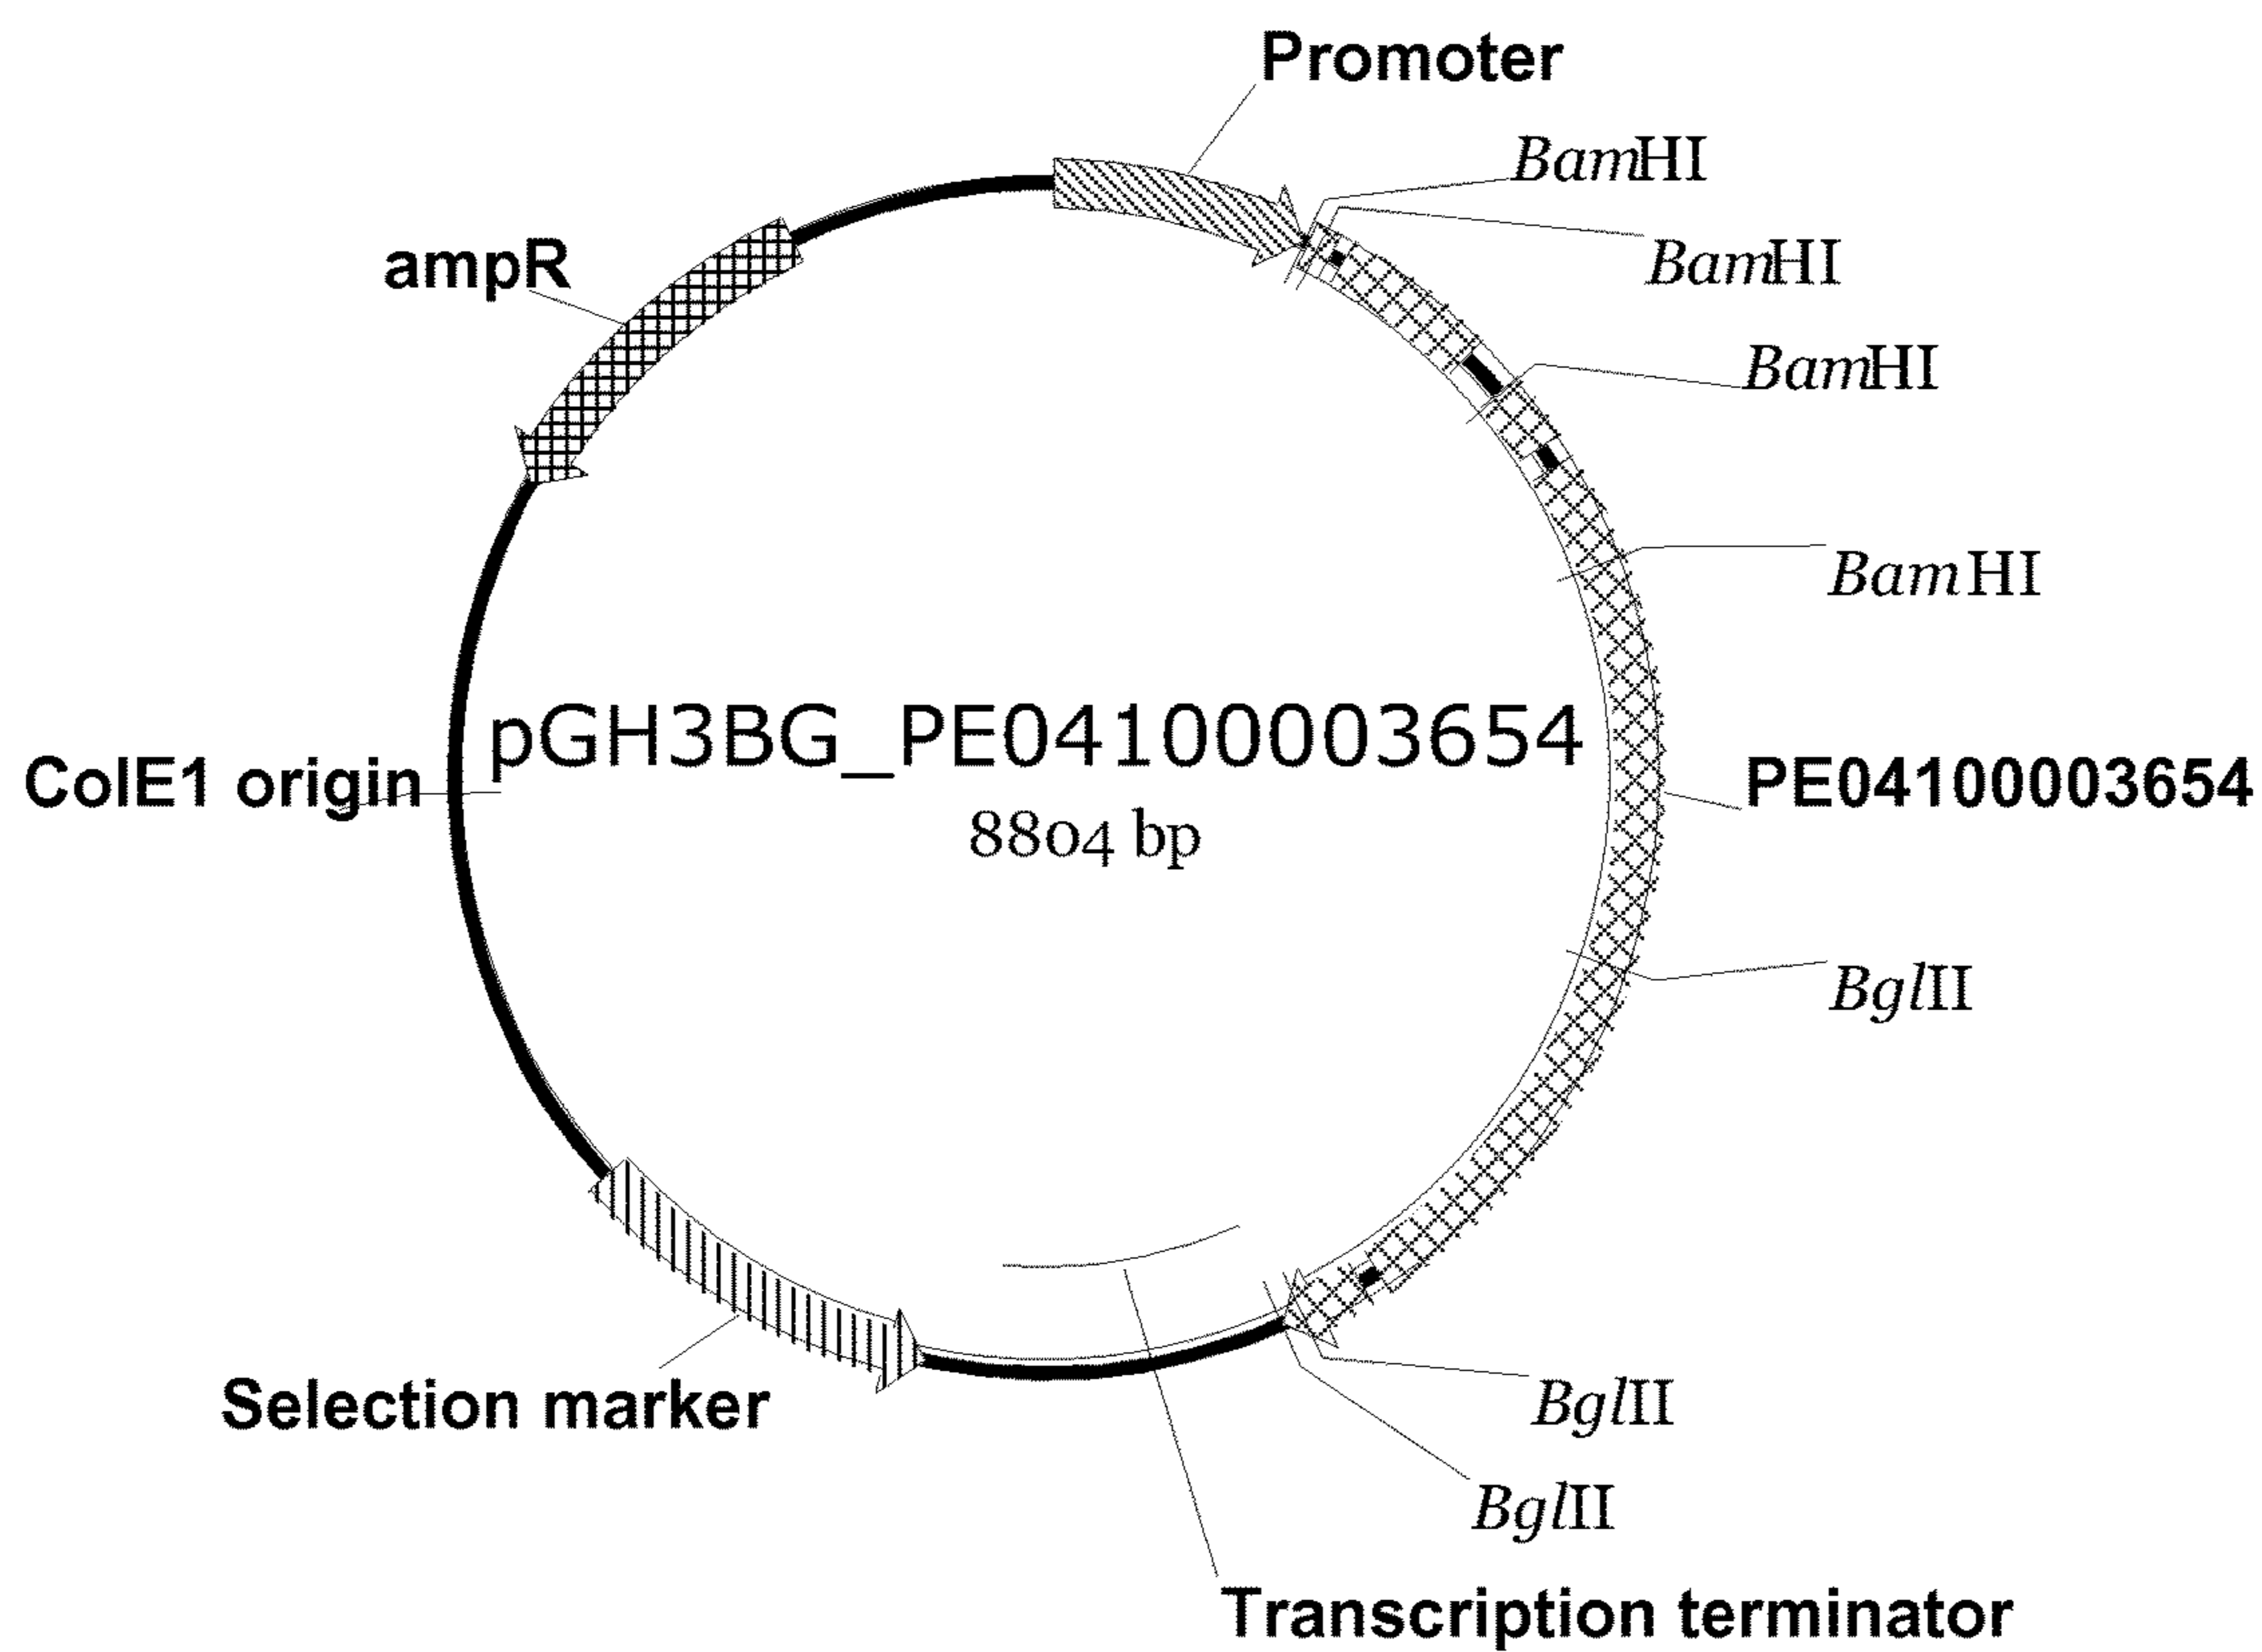 Promoter
BamHI
ampR
BamHI
BamHI
BamHI
pGH3BG_PE04100003654
ColE1 origin
PE04100003654
8804 bp
BglII
Selection marker
BglII
BglII
Transcription terminator